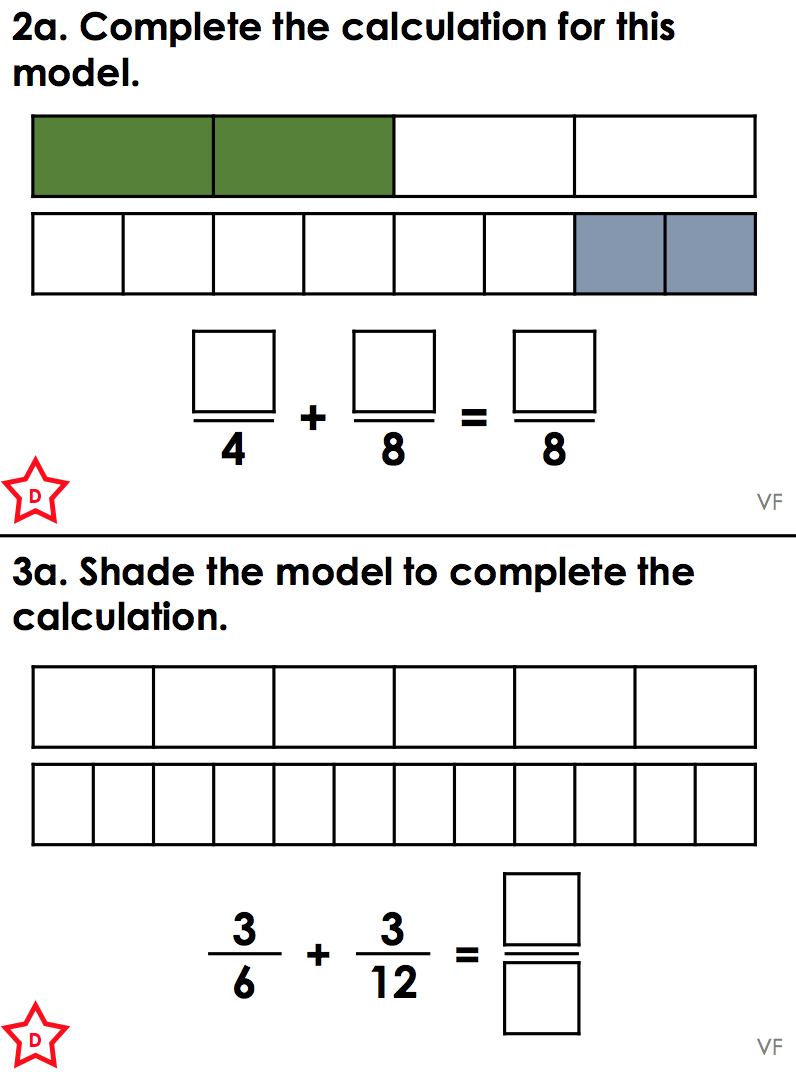 2a. Complete the calculation for this
model.
4 + 8 = 8
D
VF
3a. Shade the model to complete the
calculation.
3 3
6 + 12 =
D
VF